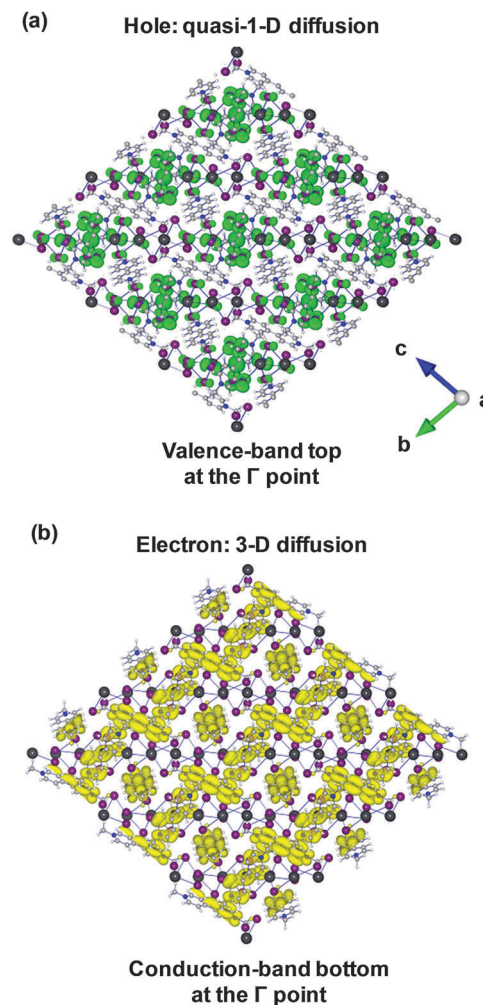 (a)
Hole: quasi-1-D diffusion
c
a
b
Valence-band top
at the Γ point
(b)
Electron: 3-D diffusion
Conduction-band bottom
at the Γ point